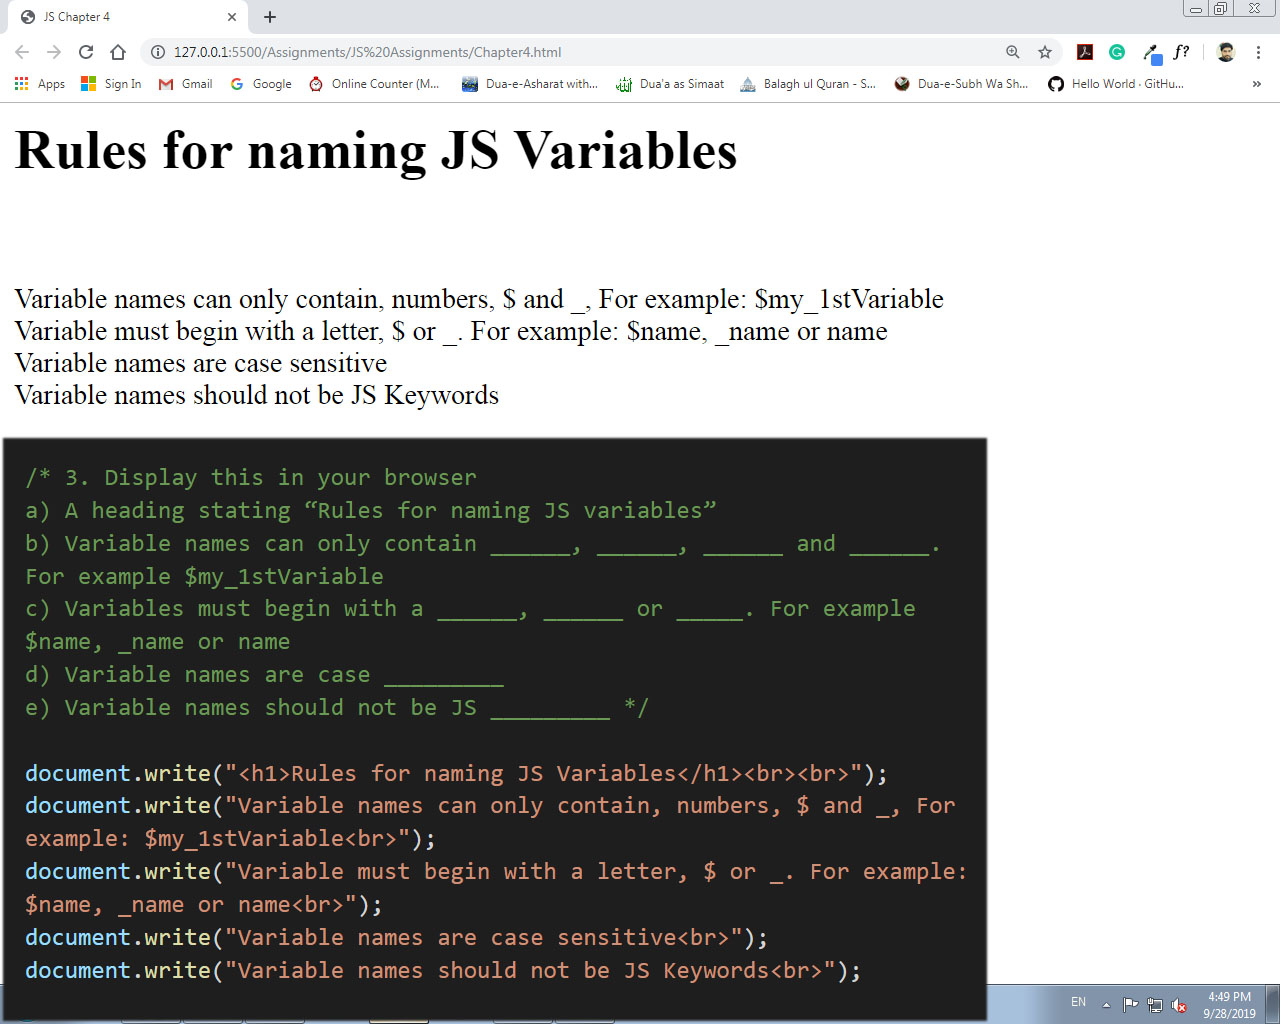 JS Chapter 4
127.0.0.1:5500/Assignments/JS%20Assignments/Chapter4.html
f?
Apps Sign In Gmail Google Online Counter (M... Dua-e-Asharat with... Dua'a as Simaat Balagh ul Quran - S... Dua-e-Subh Wa Sh... Hello World · GitHu... »
Rules for naming JS Variables
Variable names can only contain, numbers, $ and _, For example: $my_1stVariable
Variable must begin with a letter, $ or _. For example: $name, _name or name
Variable names are case sensitive
Variable names should not be JS Keywords
/* 3. Display this in your browser
a) A heading stating “Rules for naming JS variables”
b) Variable names can only contain ______, ______, ______ and ______.
For example $my_1stVariable
c) Variables must begin with a ______, ______ or _____. For example
$name, _name or name
d) Variable names are case _________
e) Variable names should not be JS _________ */
document.write("<h1>Rules for naming JS Variables</h1><br><br>");
document.write("Variable names can only contain, numbers, $ and _, For
example: $my_1stVariable<br>");
document.write("Variable must begin with a letter, $ or _. For example:
$name, _name or name<br>");
document.write("Variable names are case sensitive<br>");
document.write("Variable names should not be JS Keywords<br>");
EN
4:49 PM
9/28/2019